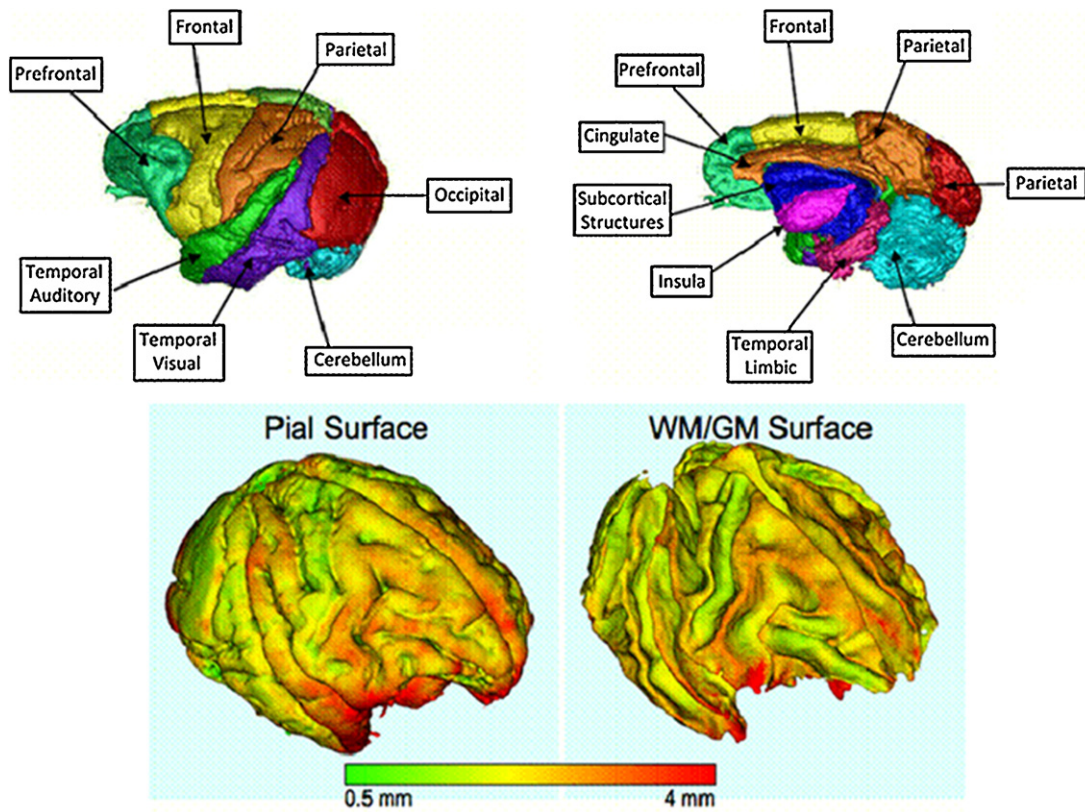 Frontal
Parietal
Prefrontal
Occipital
Temporal
Auditory
Temporal
Visual
Cerebellum
Frontal
Parietal
Prefrontal
Cingulate
Subcortical
Structures
Parietal
Insula
Temporal
Limbic
Cerebellum
Pial Surface
WM/GM Surface
0.5 mm
4 mm